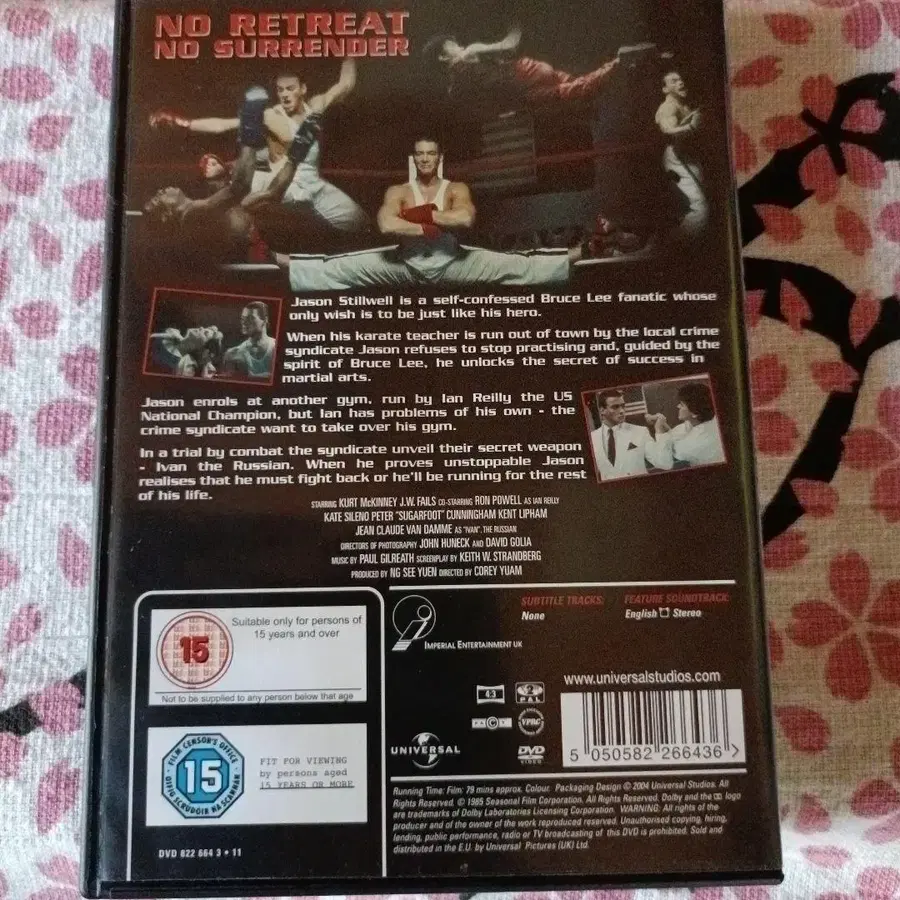 NO RETREAT
NO SURRENDER
Jason Stillwell is a self-confessed Bruce Lee fanatic whose
only wish is to be just like his hero.
When his karate teacher is run out of town by the local crime
syndicate Jason refuses to stop practising and, guided by the
spirit of Bruce Lee, he unlocks the secret of success in
martial arts.
Jason enrols at another gym, run by Ian Reilly the US
National Champion, but Ian has problems of his own - the
crime syndicate want to take over his gym.
In a trial by combat the syndicate unveil their secret weapon
- Ivan the Russian. When he proves unstoppable Jason
realises that he must fight back or he'll be running for the rest
of his life.
STARRING KURT McKINNEY J.W. FAILS CO-STARRING RON POWELL AS IAN REILLY
KATE SILENO PETER "SUGARFOOT" CUNNINGHAM KENT LIPHAM
JEAN CLAUDE VAN DAMME AS "IVAN", THE RUSSIAN
DIRECTORS OF PHOTOGRAPHY JOHN HUNECK AND DAVID GOLIA
MUSIC BY PAUL GILREATH SCREENPLAY BY KEITH W. STRANDBERG
PRODUCED BY NG SEE YUEN DIRECTED BY COREY YUAM
15
Suitable only for persons of
15 years and over
Not to be supplied to any person below that age
FILM CENSOR'S OFFICE
15
OIFIG SCRÚDÓIR NA SCANNÁN
FIT FOR VIEWING
by persons aged
15 YEARS OR MORE
DVD 822 664 3 • 11
IMPERIAL ENTERTAINMENT UK
SUBTITLE TRACKS:
None
FEATURE SOUNDTRACK:
English Stereo
4:3
2
PAL
C
VPRC
UNIVERSAL
DVD
VIDEO
www.universalstudios.com
5 050582 266436 >
Running Time: Film: 79 mins approx. Colour. Packaging Design © 2004 Universal Studios. All
Rights Reserved. © 1985 Seasonal Film Corporation. All Rights Reserved. Dolby and the logo
are trademarks of Dolby Laboratories Licensing Corporation. WARNING: All rights of the
producer and of the owner of the work reproduced reserved. Unauthorised copying, hiring,
lending, public performance, radio or TV broadcasting of this DVD is prohibited. Sold and
distributed in the E.U. by Universal Pictures (UK) Ltd.